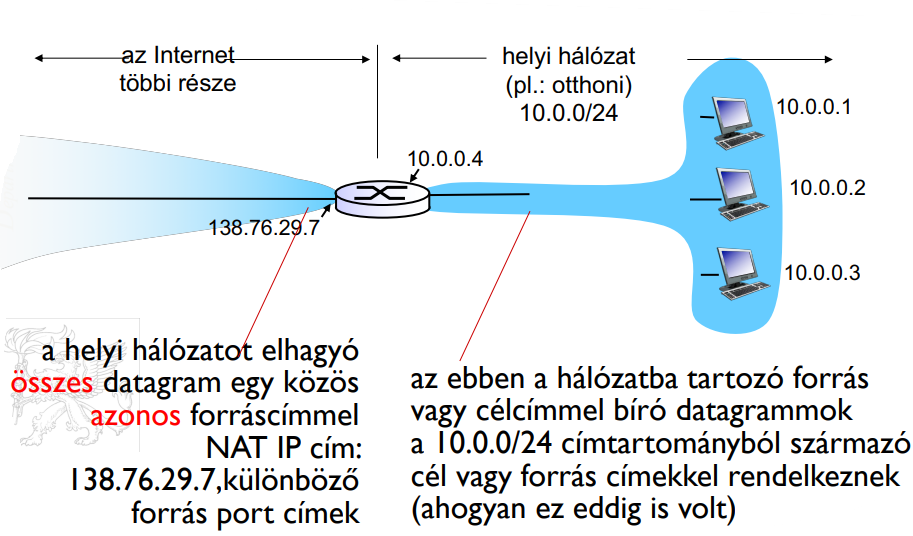 az Internet
többi része
helyi hálózat
(pl.: otthoni)
10.0.0/24
10.0.0.1
10.0.0.4
10.0.0.2
138.76.29.7
10.0.0.3
a helyi hálózatot elhagyó
összes datagram egy közös
azonos forráscímmel
NAT IP cím:
138.76.29.7,különböző
forrás port címek
az ebben a hálózatba tartozó forrás
vagy célcímmel bíró datagrammok
a 10.0.0/24 címtartományból származó
cél vagy forrás címekkel rendelkeznek
(ahogyan ez eddig is volt)